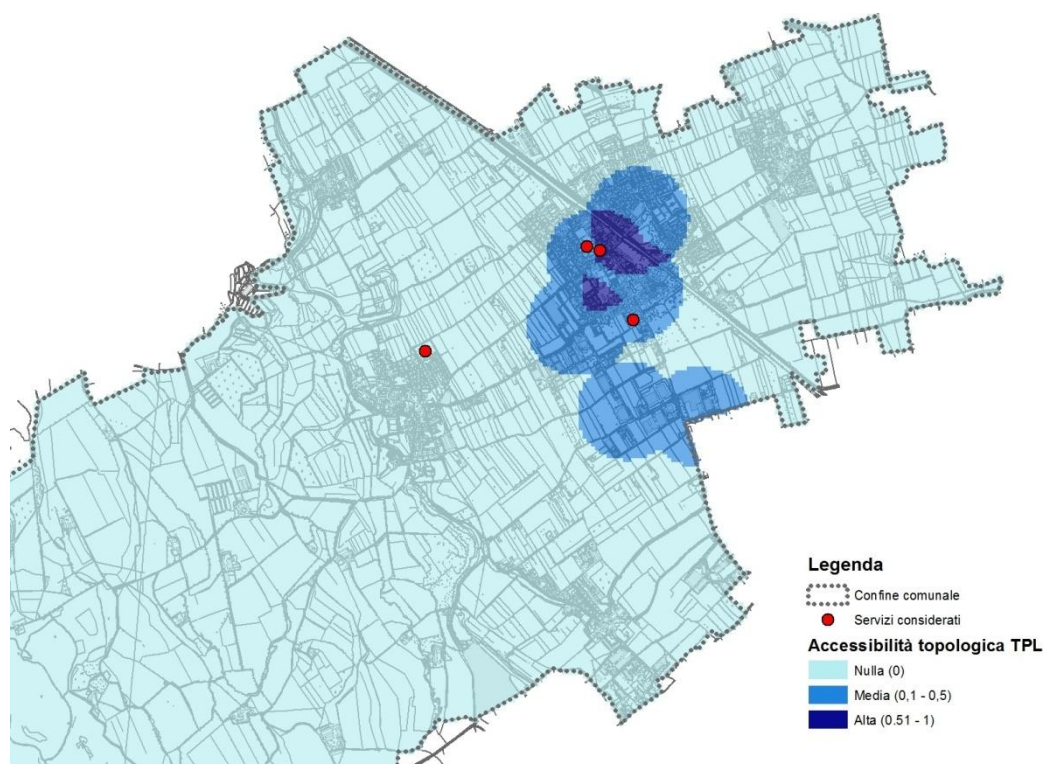 Legenda
Confine comunale
Servizi considerati
Accessibilità topologica TPL
Nulla (0)
Media (0,1 - 0,5)
Alta (0.51 - 1)